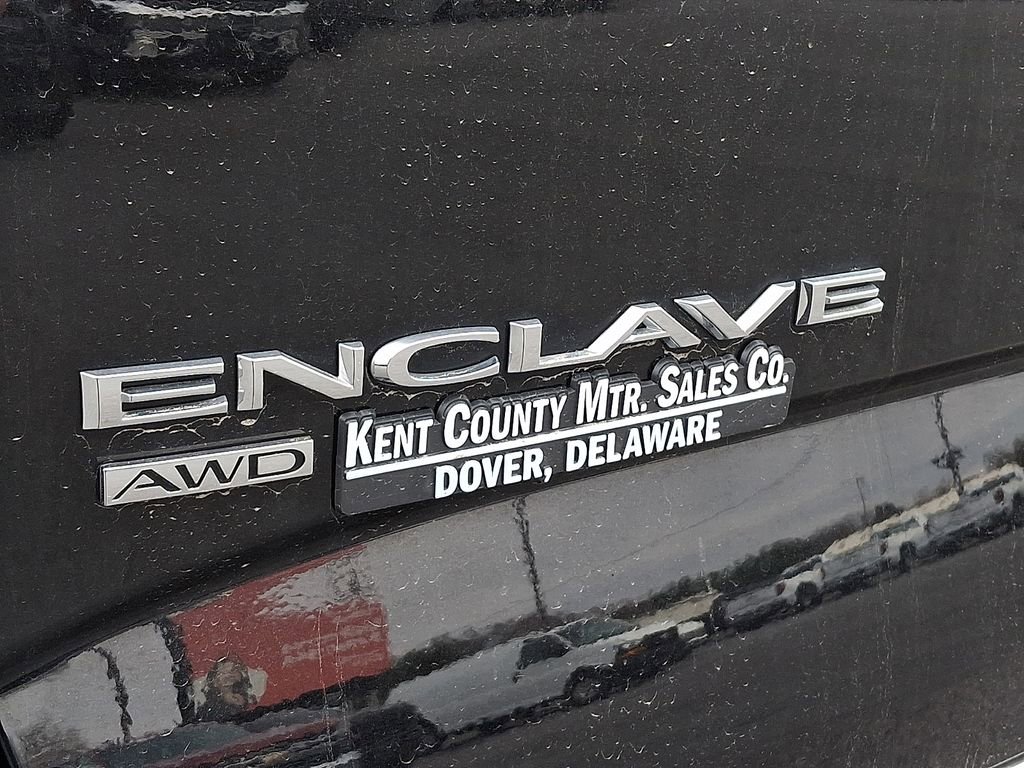 ENCLAVE
AWD
KENT COUNTY MTR. SALES CO.
DOVER, DELAWARE